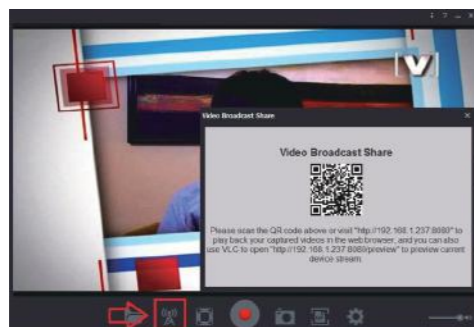 [V]
Video Broadcast Share
Video Broadcast Share
Please scan the QR code above or visit "http://192.168.1.237:8080" to
play back your captured videos in the web browser, and you can also
use VLC to open "http://192.168.1.237:8080/preview" to preview current
device stream.